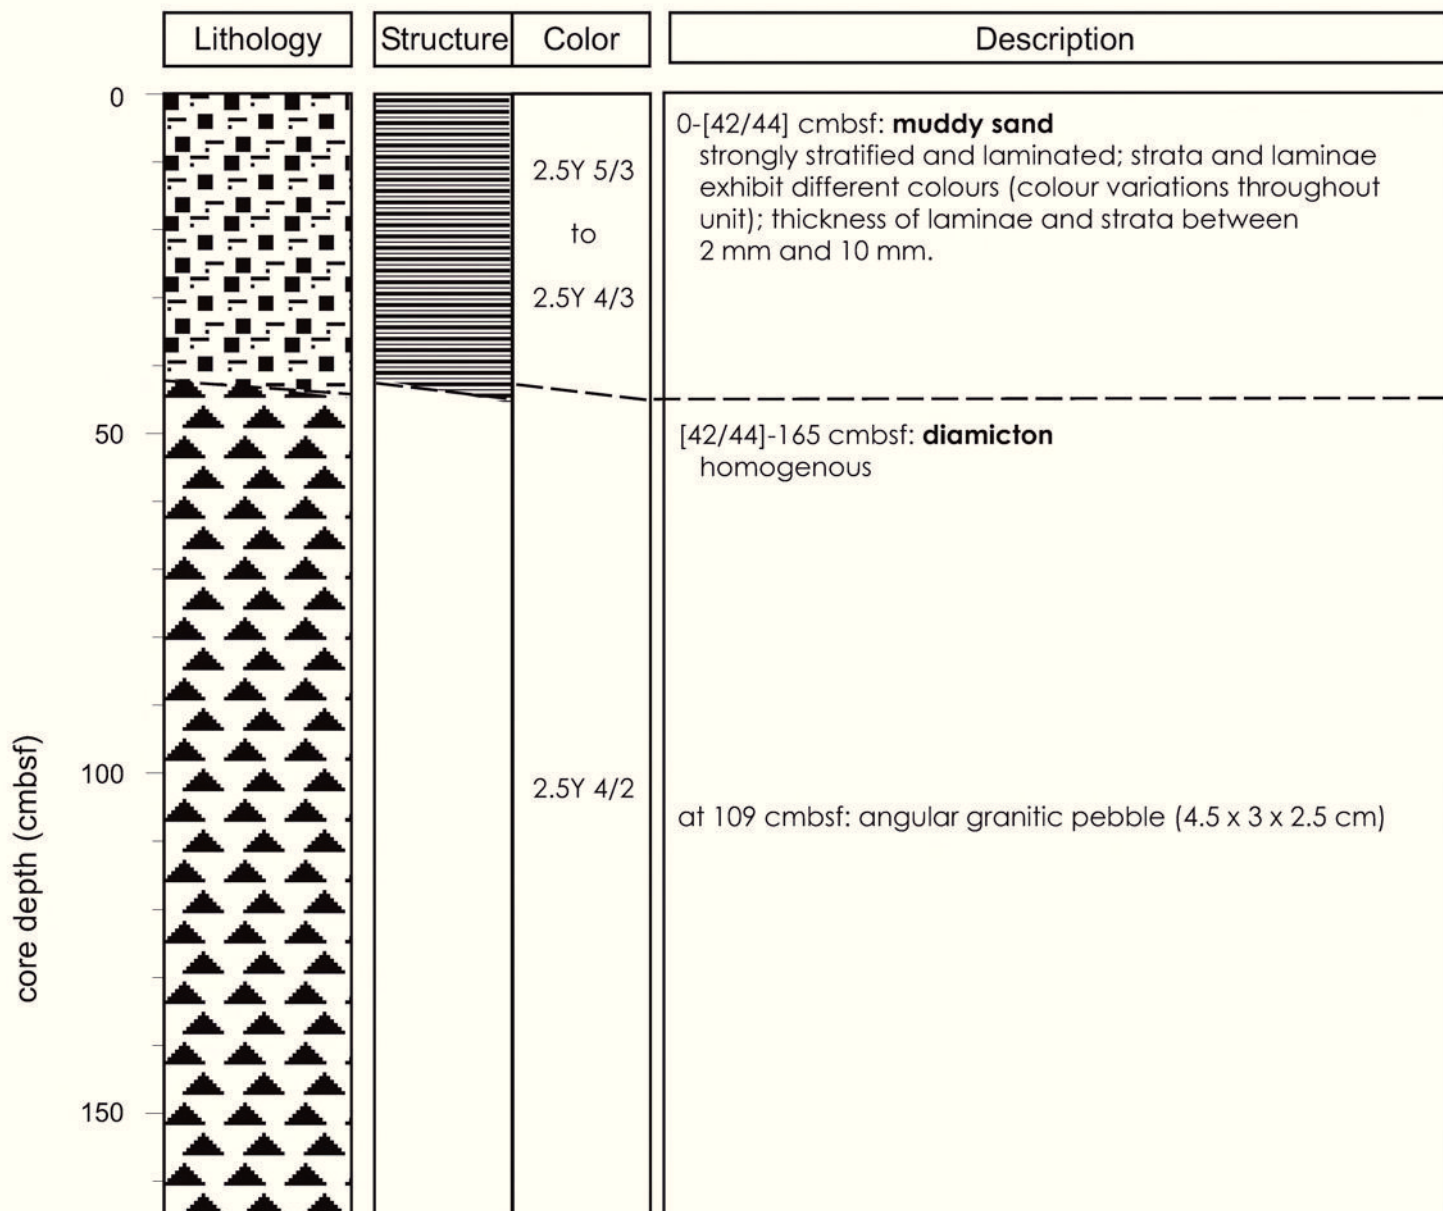 Lithology
Structure
Color
Description
0
0-[42/44] cmbsf: muddy sand
strongly stratified and laminated; strata and laminae
exhibit different colours (colour variations throughout
unit); thickness of laminae and strata between
2 mm and 10 mm.
2.5Y 5/3
to
2.5Y 4/3
50
[42/44]-165 cmbsf: diamicton
homogenous
100
2.5Y 4/2
at 109 cmbsf: angular granitic pebble (4.5 x 3 x 2.5 cm)
150
core depth (cmbsf)